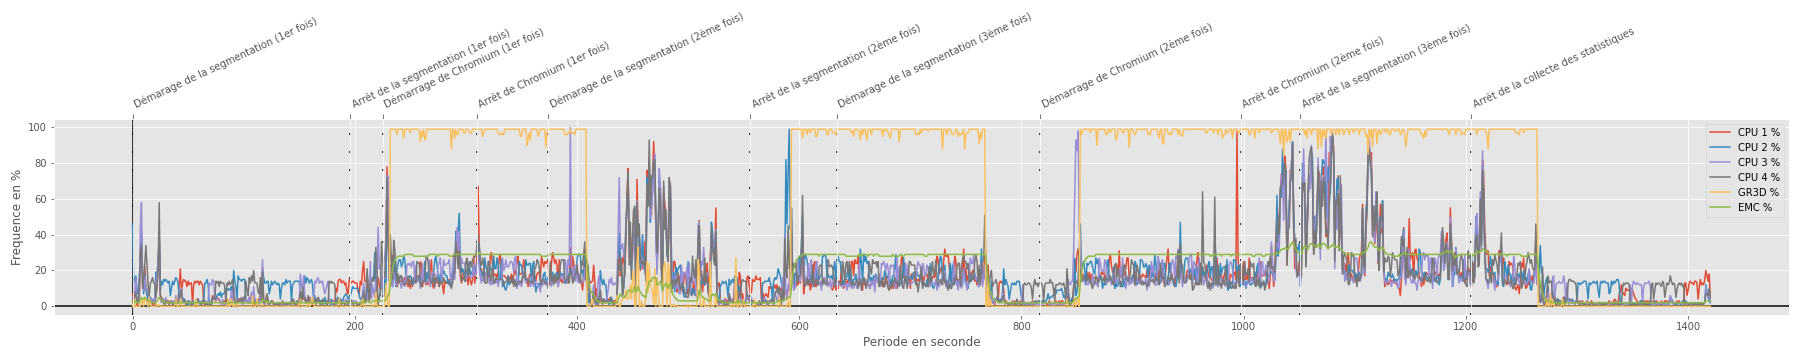 Démarage de la segmentation (1er fois)
Arrêt de la segmentation (1er fois)
Démarrage de Chromium (1er fois)
Arrêt de Chromium (1er fois)
Démarage de la segmentation (2ème fois)
Arrêt de la segmentation (2ème fois)
Démarage de la segmentation (3ème fois)
Démarrage de Chromium (2ème fois)
Arrêt de Chromium (2ème fois)
Arrêt de la segmentation (3ème fois)
Arrêt de la collecte des statistiques
Frequence en %
100
80
60
40
20
0
CPU 1 %
CPU 2 %
CPU 3 %
CPU 4 %
GR3D %
EMC %
0 200 400 600 800 1000 1200 1400
Periode en seconde